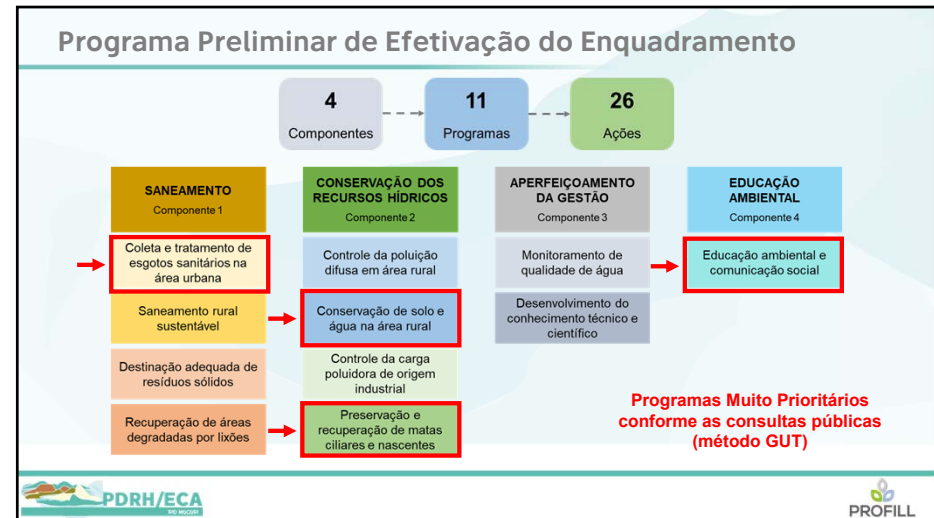 Programa Preliminar de Efetivação do Enquadramento
4
Componentes
11
Programas
26
Ações
SANEAMENTO
Componente 1
Coleta e tratamento de
esgotos sanitários na
área urbana
Saneamento rural
sustentável
Destinação adequada de
resíduos sólidos
Recuperação de áreas
degradadas por lixões
CONSERVAÇÃO DOS
RECURSOS HÍDRICOS
Componente 2
Controle da poluição
difusa em área rural
Conservação de solo e
água na área rural
Controle da carga
poluidora de origem
industrial
Preservação e
recuperação de matas
ciliares e nascentes
APERFEIÇOAMENTO
DA GESTÃO
Componente 3
Monitoramento de
qualidade de água
Desenvolvimento do
conhecimento técnico e
científico
EDUCAÇÃO
AMBIENTAL
Componente 4
Educação ambiental e
comunicação social
Programas Muito Prioritários
conforme as consultas públicas
(método GUT)
PDRH/ECA
RIO MUCURI
PROFILL